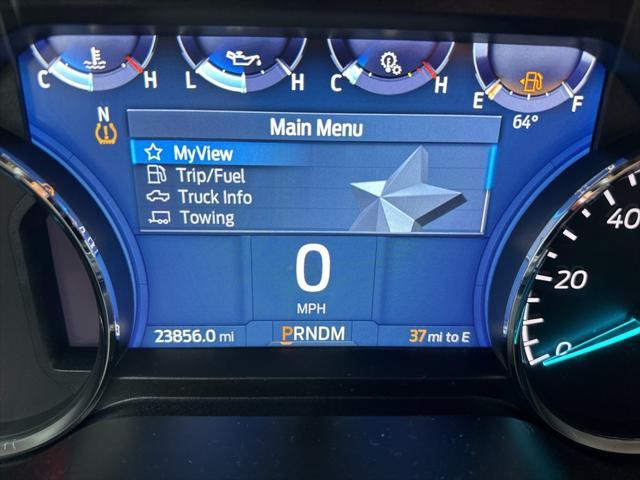 C H L H C H E F
64°
N
Main Menu
MyView
Trip/Fuel
Truck Info
Towing
0
MPH
23856.0 mi
PRNDM
37 mi to E
40
20
0